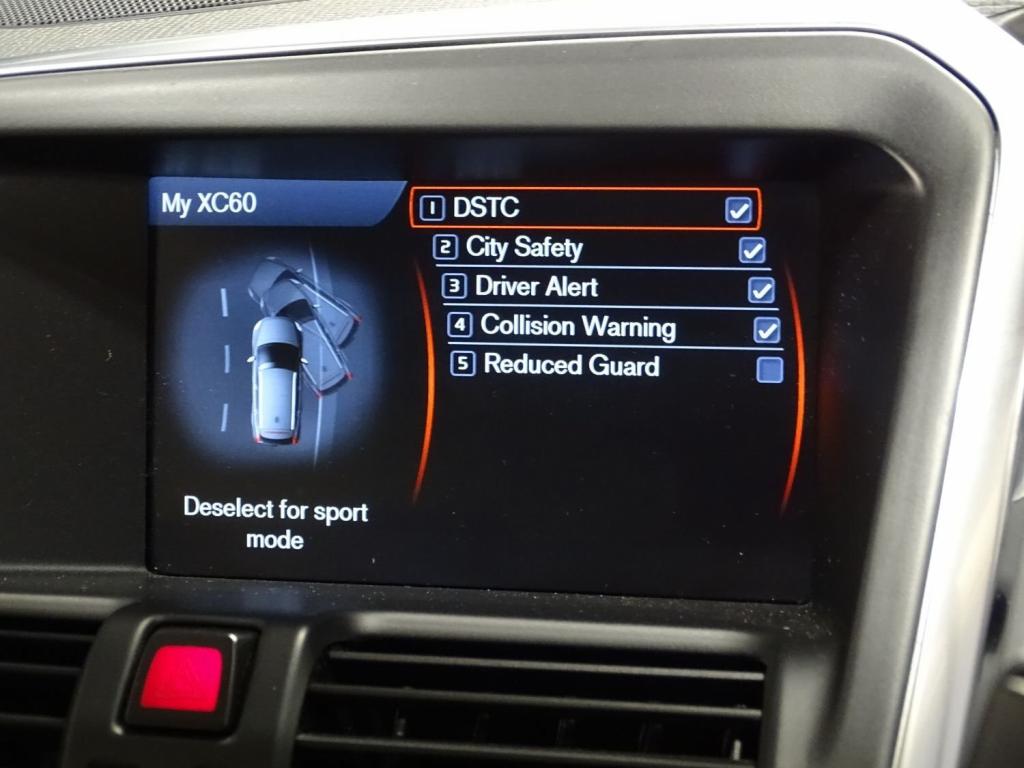 My XC60
1 DSTC
2 City Safety
3 Driver Alert
4 Collision Warning
5 Reduced Guard
Deselect for sport
mode